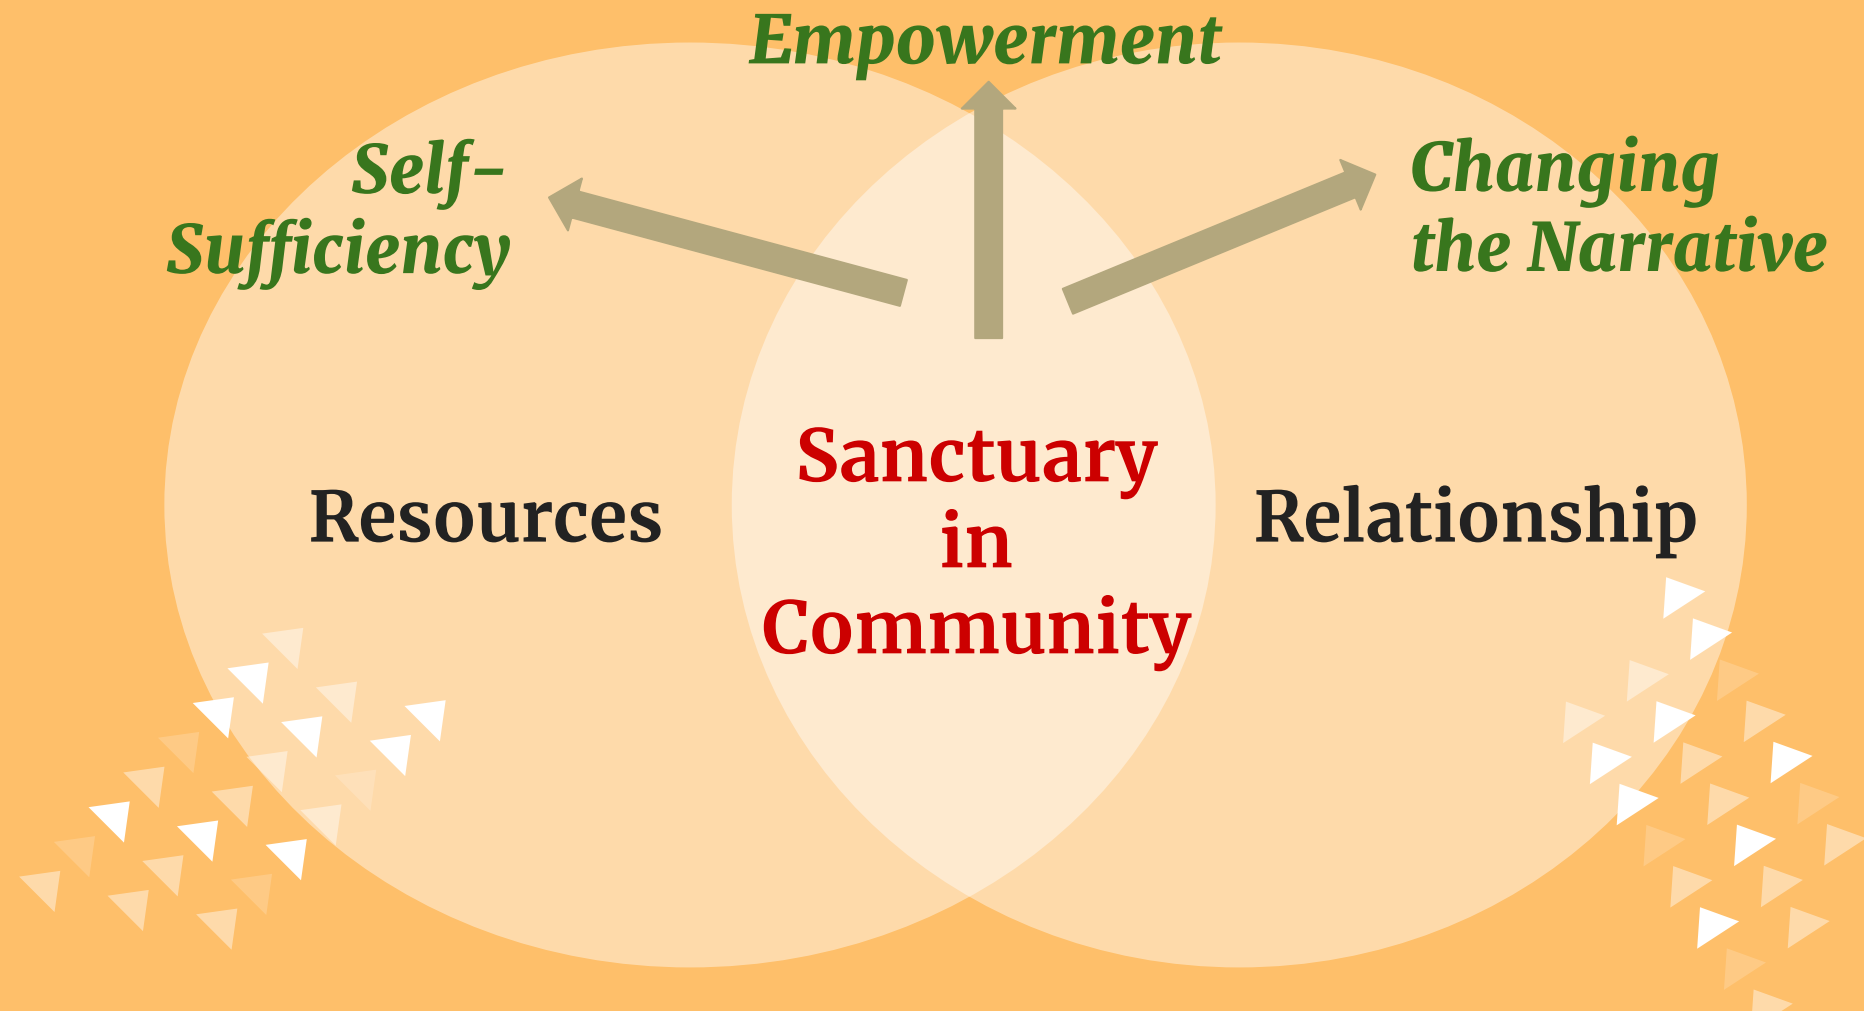 Empowerment
Self-
Sufficiency
Changing
the Narrative
Resources
Sanctuary
in
Community
Relationship